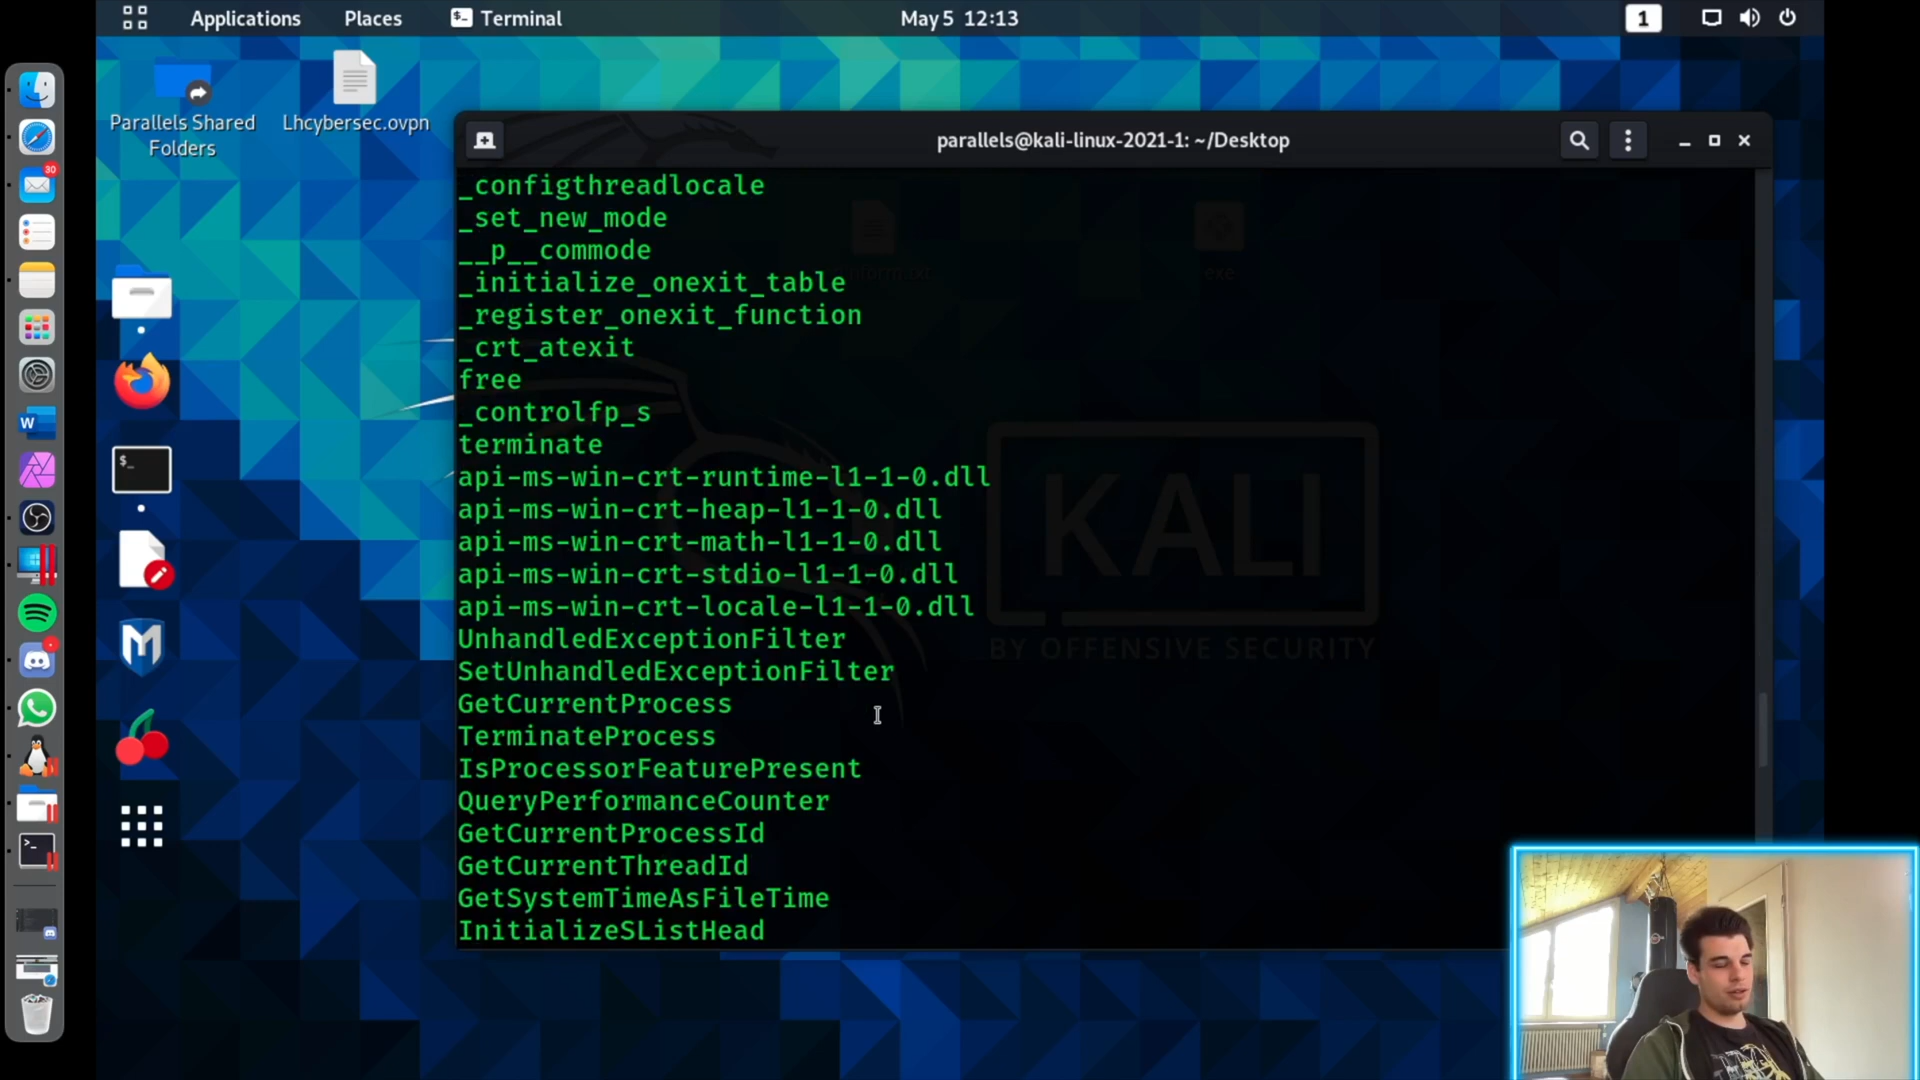 Applications Places Terminal May 5 12:13 1
Parallels Shared
Folders
Lhcybersec.ovpn
30
parallels@kali-linux-2021-1: ~/Desktop
_configthreadlocale
_set_new_mode
__p__commode
_initialize_onexit_table
_register_onexit_function
_crt_atexit
free
_controlfp_s
terminate
api-ms-win-crt-runtime-l1-1-0.dll
api-ms-win-crt-heap-l1-1-0.dll
api-ms-win-crt-math-l1-1-0.dll
api-ms-win-crt-stdio-l1-1-0.dll
api-ms-win-crt-locale-l1-1-0.dll
UnhandledExceptionFilter
SetUnhandledExceptionFilter
GetCurrentProcess
TerminateProcess
IsProcessorFeaturePresent
QueryPerformanceCounter
GetCurrentProcessId
GetCurrentThreadId
GetSystemTimeAsFileTime
InitializeSListHead
KALI
BY OFFENSIVE SECURITY
W
$_
M